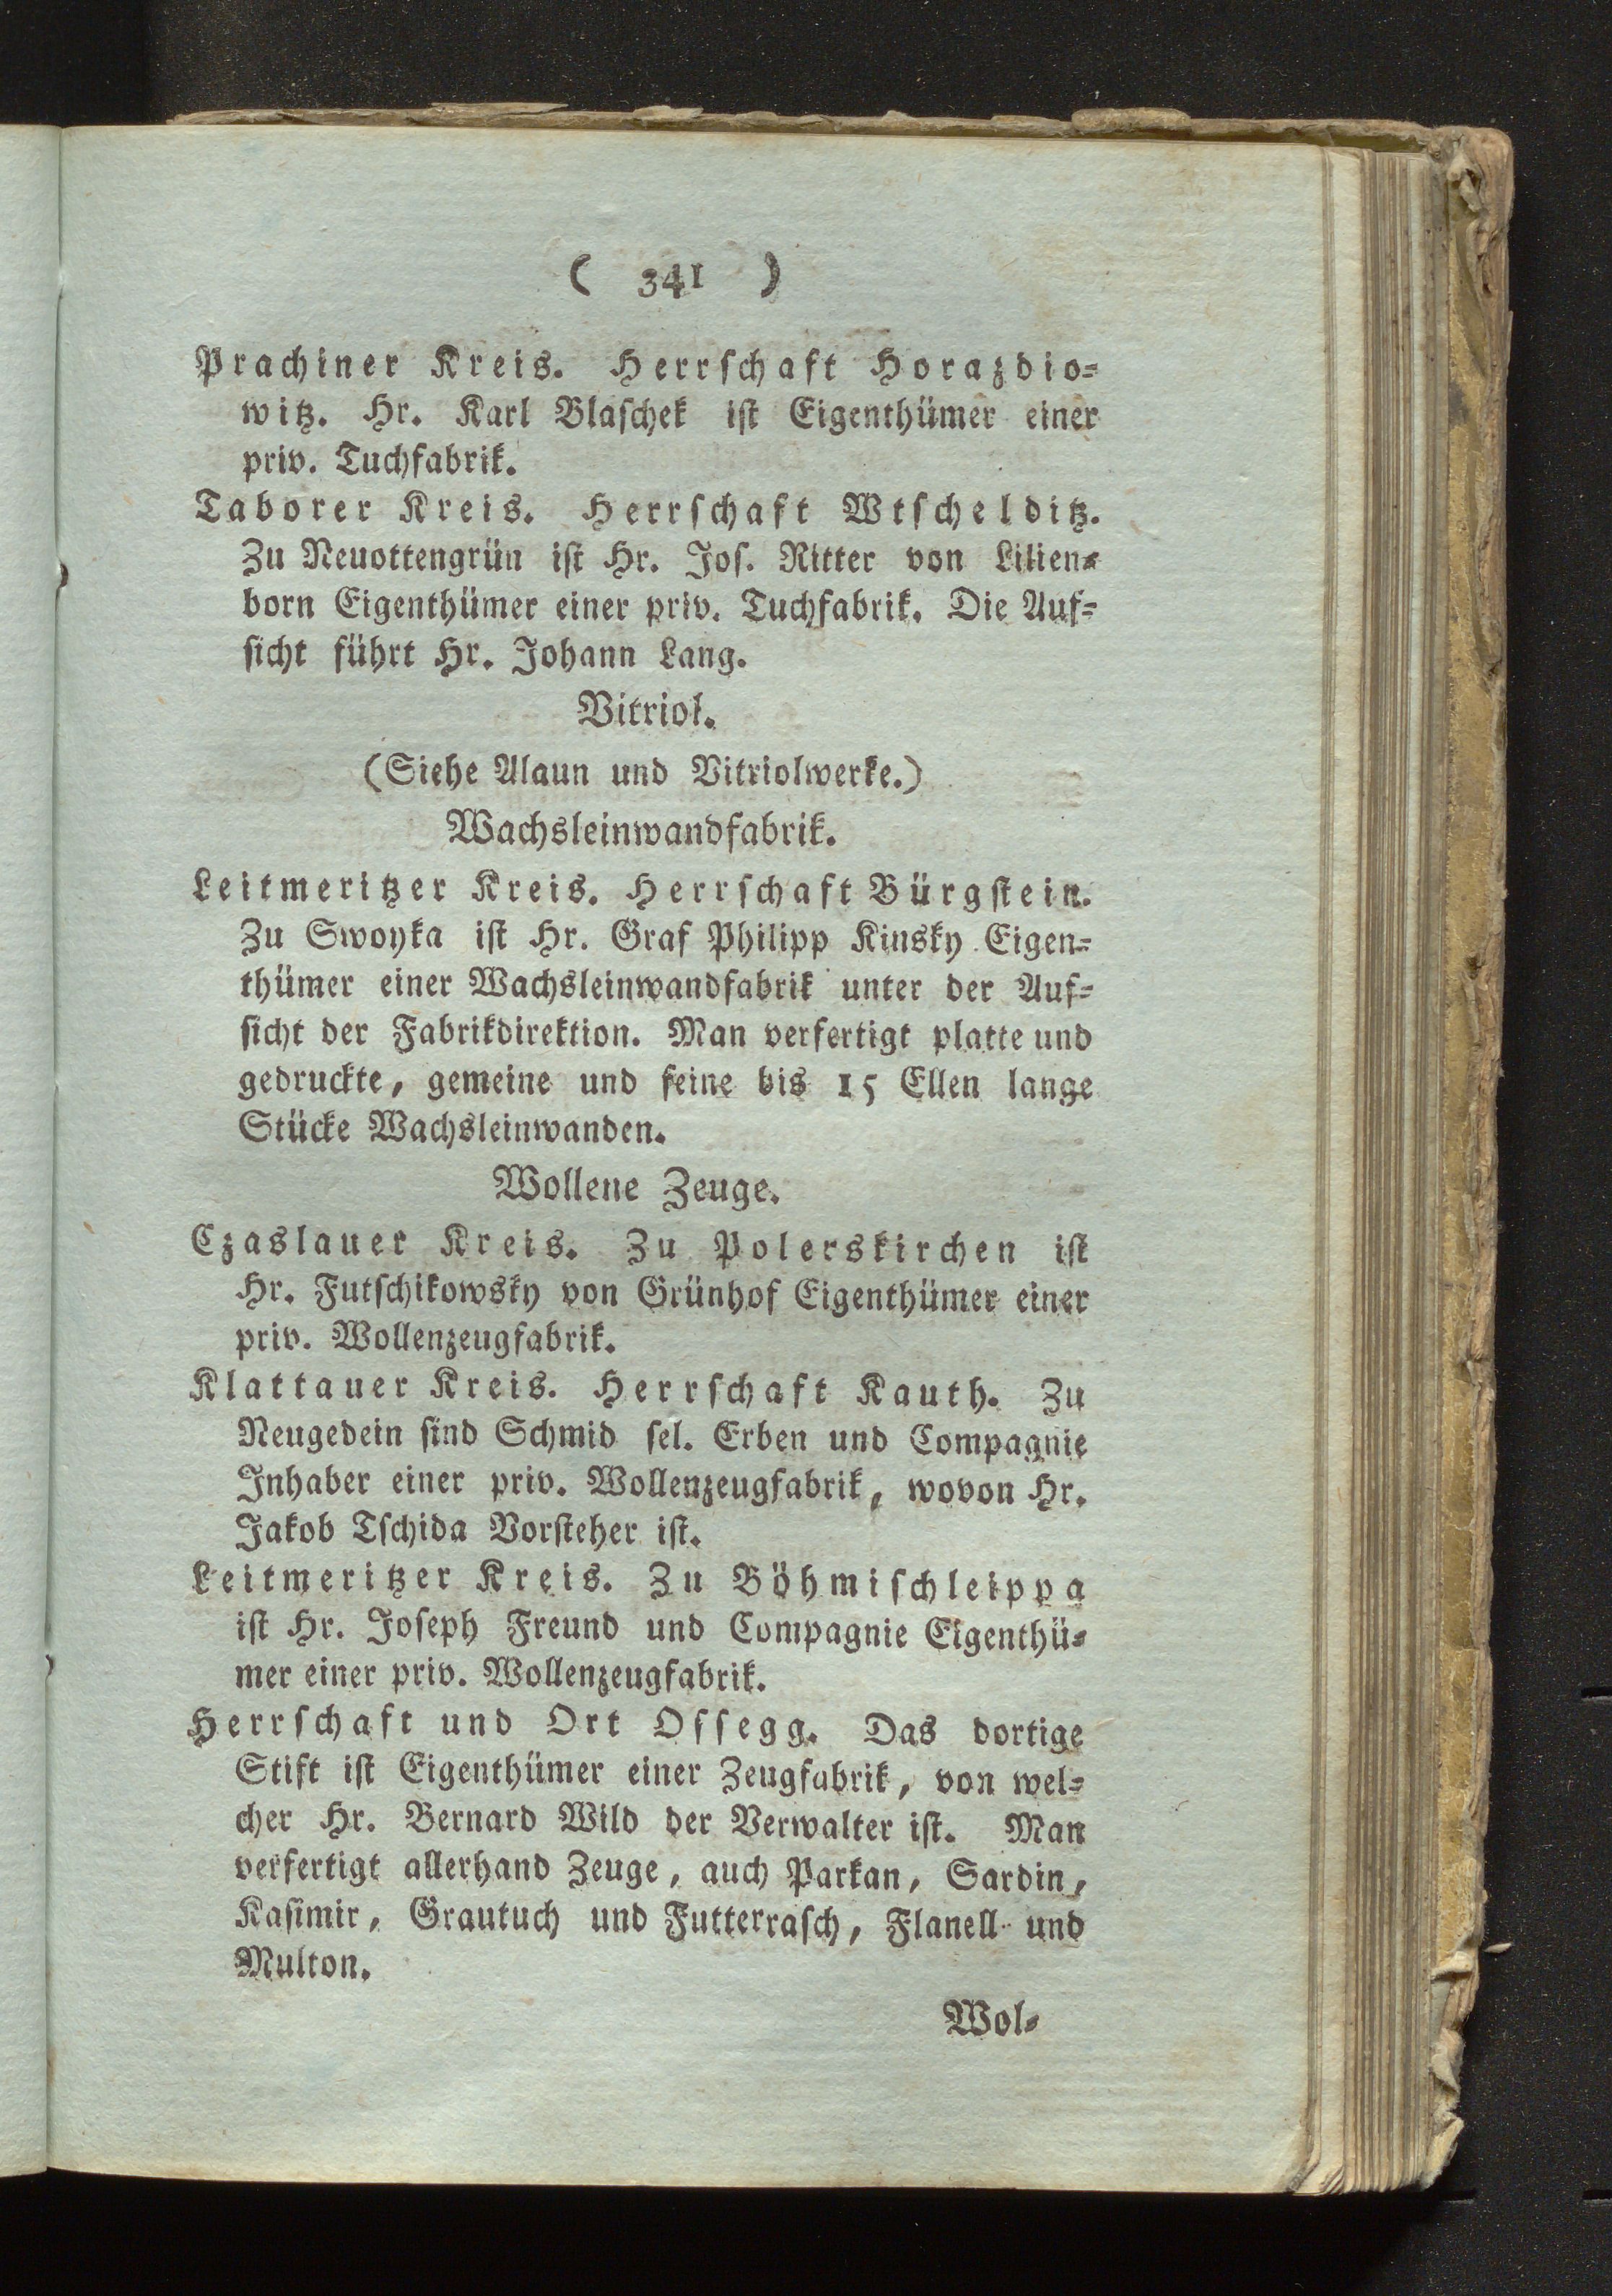 ( 341 )
Prachiner Kreis. Herrschaft Horazdio=
witz. Hr. Karl Blaschek ist Eigenthümer einer
priv. Tuchfabrik.
Taborer Kreis. Herrschaft Wtschelditz.
Zu Neuottengrün ist Hr. Jos. Ritter von Lilien=
born Eigenthümer einer priv. Tuchfabrik. Die Auf=
sicht führt Hr. Johann Lang.
Vitriol.
(Siehe Alaun und Vitriolwerke.)
Wachsleinwandfabrik.
Leitmeritzer Kreis. Herrschaft Bürgstein.
Zu Swoyka ist Hr. Graf Philipp Kinsky Eigen=
thümer einer Wachsleinwandfabrik unter der Auf=
sicht der Fabrikdirektion. Man verfertigt platte und
gedruckte, gemeine und feine bis 15 Ellen lange
Stücke Wachsleinwanden.
Wollene Zeuge.
Czaslauer Kreis. Zu Polerskirchen ist
Hr. Futschikowsky von Grünhof Eigenthümer einer
priv. Wollenzeugfabrik.
Klattauer Kreis. Herrschaft Kauth. Zu
Neugedein sind Schmid sel. Erben und Compagnie
Inhaber einer priv. Wollenzeugfabrik, wovon Hr.
Jakob Tschida Vorsteher ist.
Leitmeritzer Kreis. Zu Böhmischleippa
ist Hr. Joseph Freund und Compagnie Eigenthü=
mer einer priv. Wollenzeugfabrik.
Herrschaft und Ort Ossegg. Das dortige
Stift ist Eigenthümer einer Zeugfabrik, von wel=
cher Hr. Bernard Wild der Verwalter ist. Man
verfertigt allerhand Zeuge, auch Parkan, Sardin,
Kasimir, Grautuch und Futterrasch, Flanell und
Multon.
Wol=